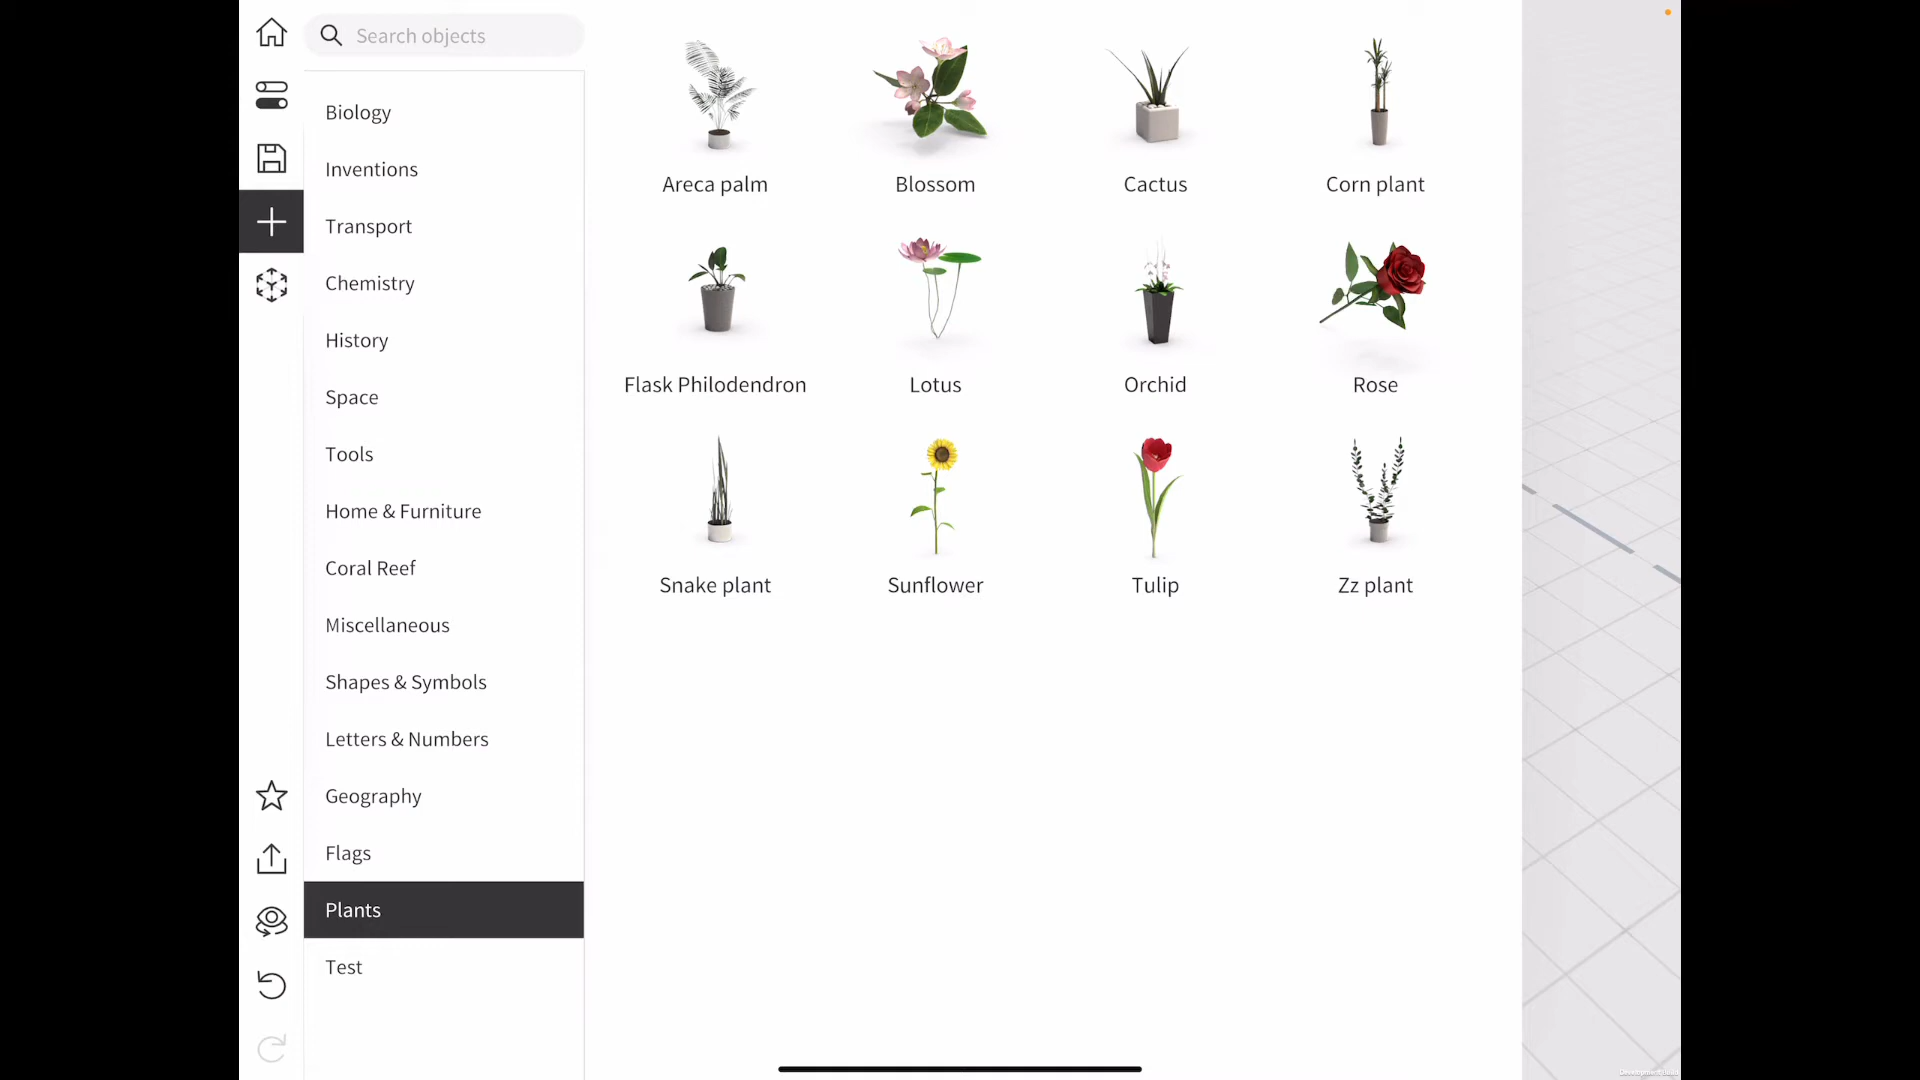 Search objects
Biology
Inventions
Transport
Chemistry
History
Space
Tools
Home & Furniture
Coral Reef
Miscellaneous
Shapes & Symbols
Letters & Numbers
Geography
Flags
Plants
Test
Areca palm
Blossom
Cactus
Corn plant
Flask Philodendron
Lotus
Orchid
Rose
Snake plant
Sunflower
Tulip
Zz plant
Development Build